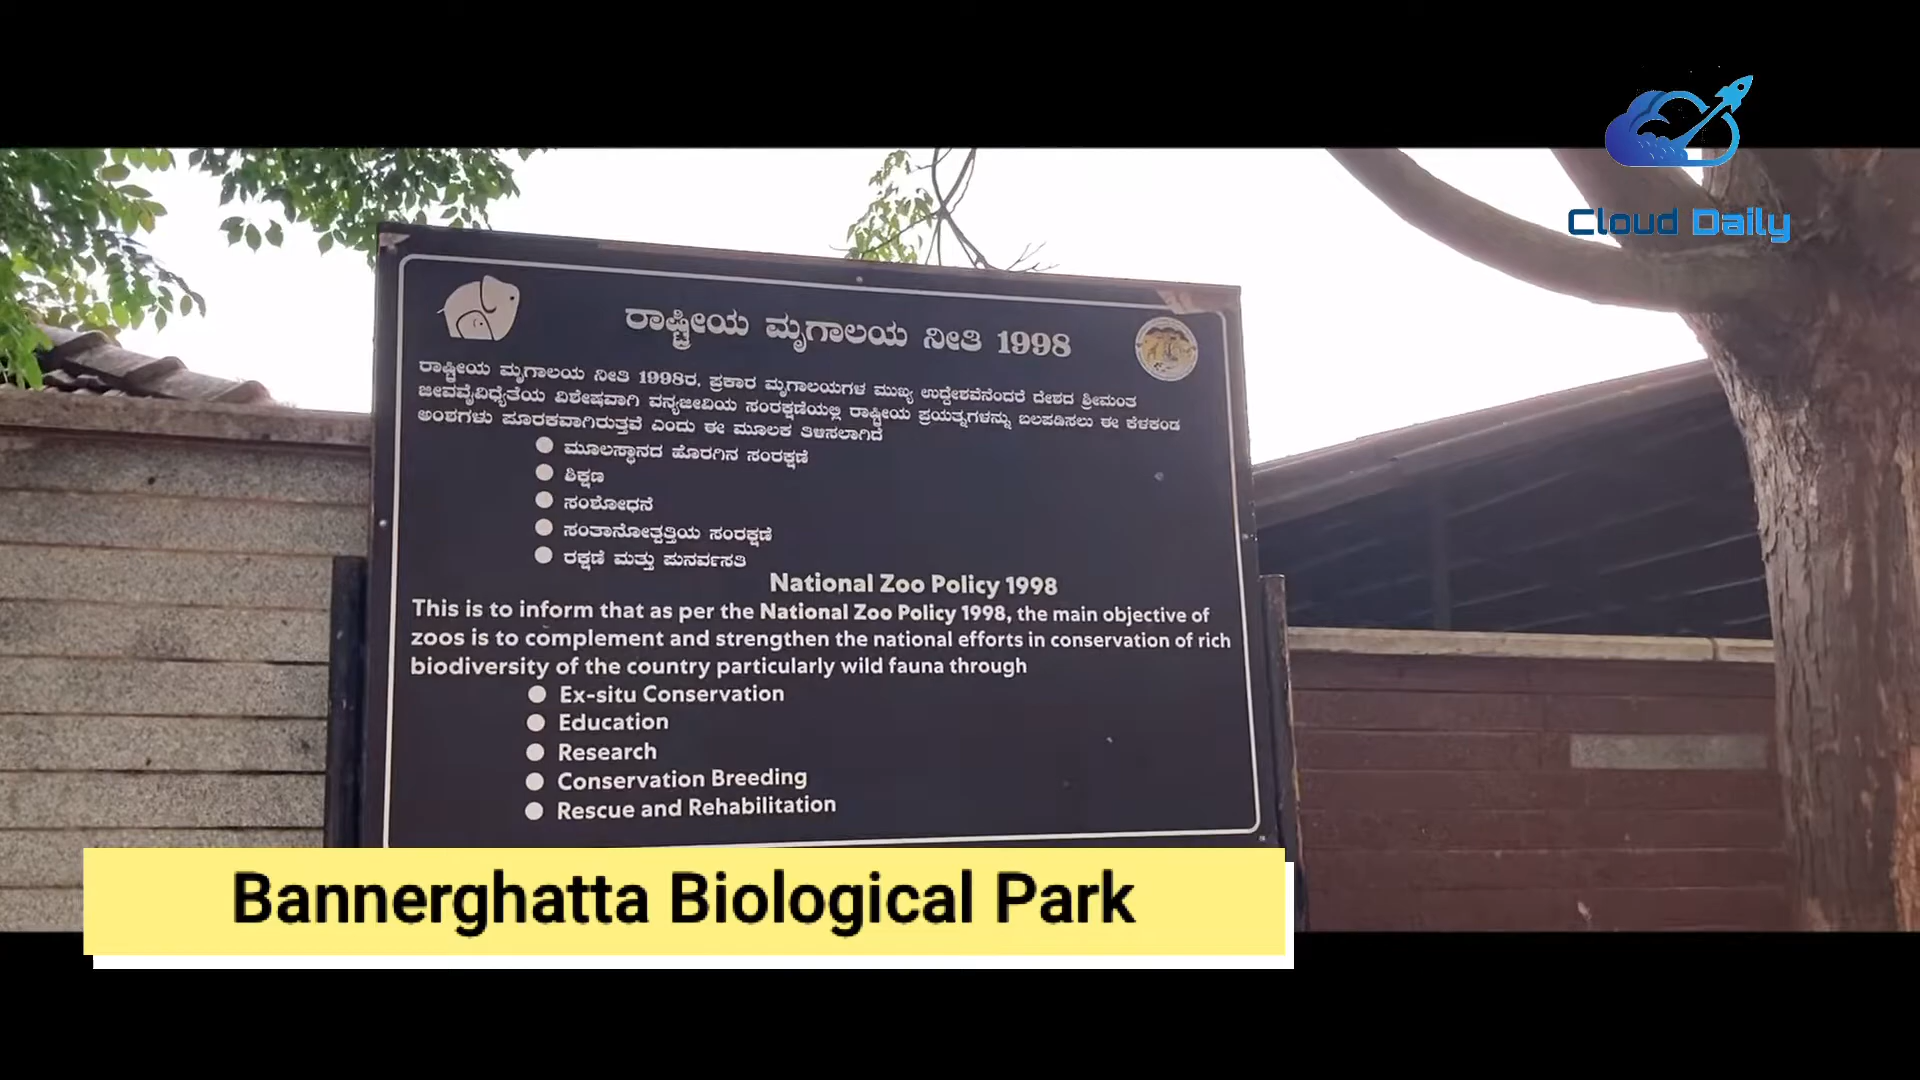 Cloud Daily
ರಾಷ್ಟ್ರೀಯ ಮೃಗಾಲಯ ನೀತಿ 1998
ರಾಷ್ಟ್ರೀಯ ಮೃಗಾಲಯ ನೀತಿ 1998ರ, ಪ್ರಕಾರ ಮೃಗಾಲಯಗಳ ಮುಖ್ಯ ಉದ್ದೇಶವೆನೆಂದರೆ ದೇಶದ ಶ್ರೀಮಂತ
ಜೀವವೈವಿಧ್ಯೆತೆಯ ವಿಶೇಷವಾಗಿ ವನ್ಯಜೀವಿಯ ಸಂರಕ್ಷಣೆಯಲ್ಲಿ ರಾಷ್ಟ್ರೀಯ ಪ್ರಯತ್ನಗಳನ್ನು ಬಲಪಡಿಸಲು ಈ ಕೆಳಕಂಡ
ಅಂಶಗಳು ಪೂರಕವಾಗಿರುತ್ತವೆ ಎಂದು ಈ ಮೂಲಕ ತಿಳಿಸಲಾಗಿದೆ
● ಮೂಲಸ್ಥಾನದ ಹೊರಗಿನ ಸಂರಕ್ಷಣೆ
● ಶಿಕ್ಷಣ
● ಸಂಶೋಧನೆ
● ಸಂತಾನೋತ್ಪತ್ತಿಯ ಸಂರಕ್ಷಣೆ
● ರಕ್ಷಣೆ ಮತ್ತು ಪುನರ್ವಸತಿ
National Zoo Policy 1998
This is to inform that as per the National Zoo Policy 1998, the main objective of
zoos is to complement and strengthen the national efforts in conservation of rich
biodiversity of the country particularly wild fauna through
● Ex-situ Conservation
● Education
● Research
● Conservation Breeding
● Rescue and Rehabilitation
Bannerghatta Biological Park